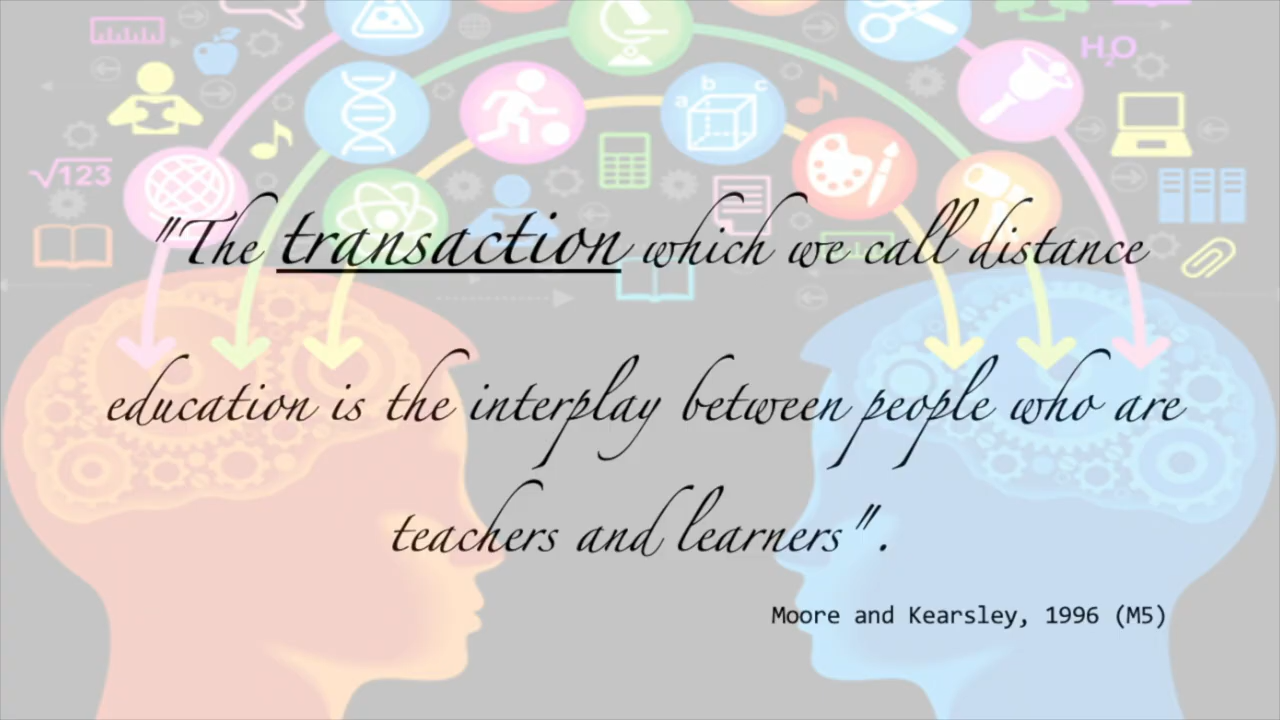 H₂O
a b c
√123
"The transaction which we call distance
education is the interplay between people who are
teachers and learners".
Moore and Kearsley, 1996 (M5)